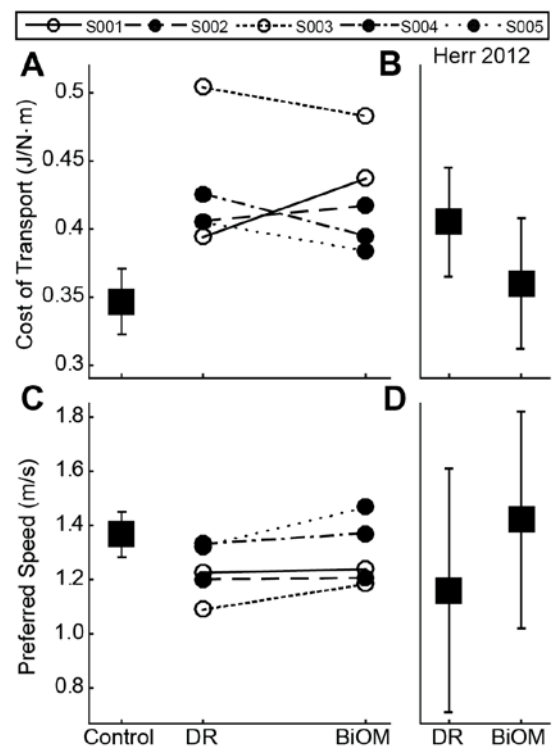 S001 S002 S003 S004 S005
A
B
Herr 2012
Cost of Transport (J/N·m)
0.5
0.45
0.4
0.35
0.3
C
D
Preferred Speed (m/s)
1.8
1.6
1.4
1.2
1.0
0.8
Control DR BiOM DR BiOM